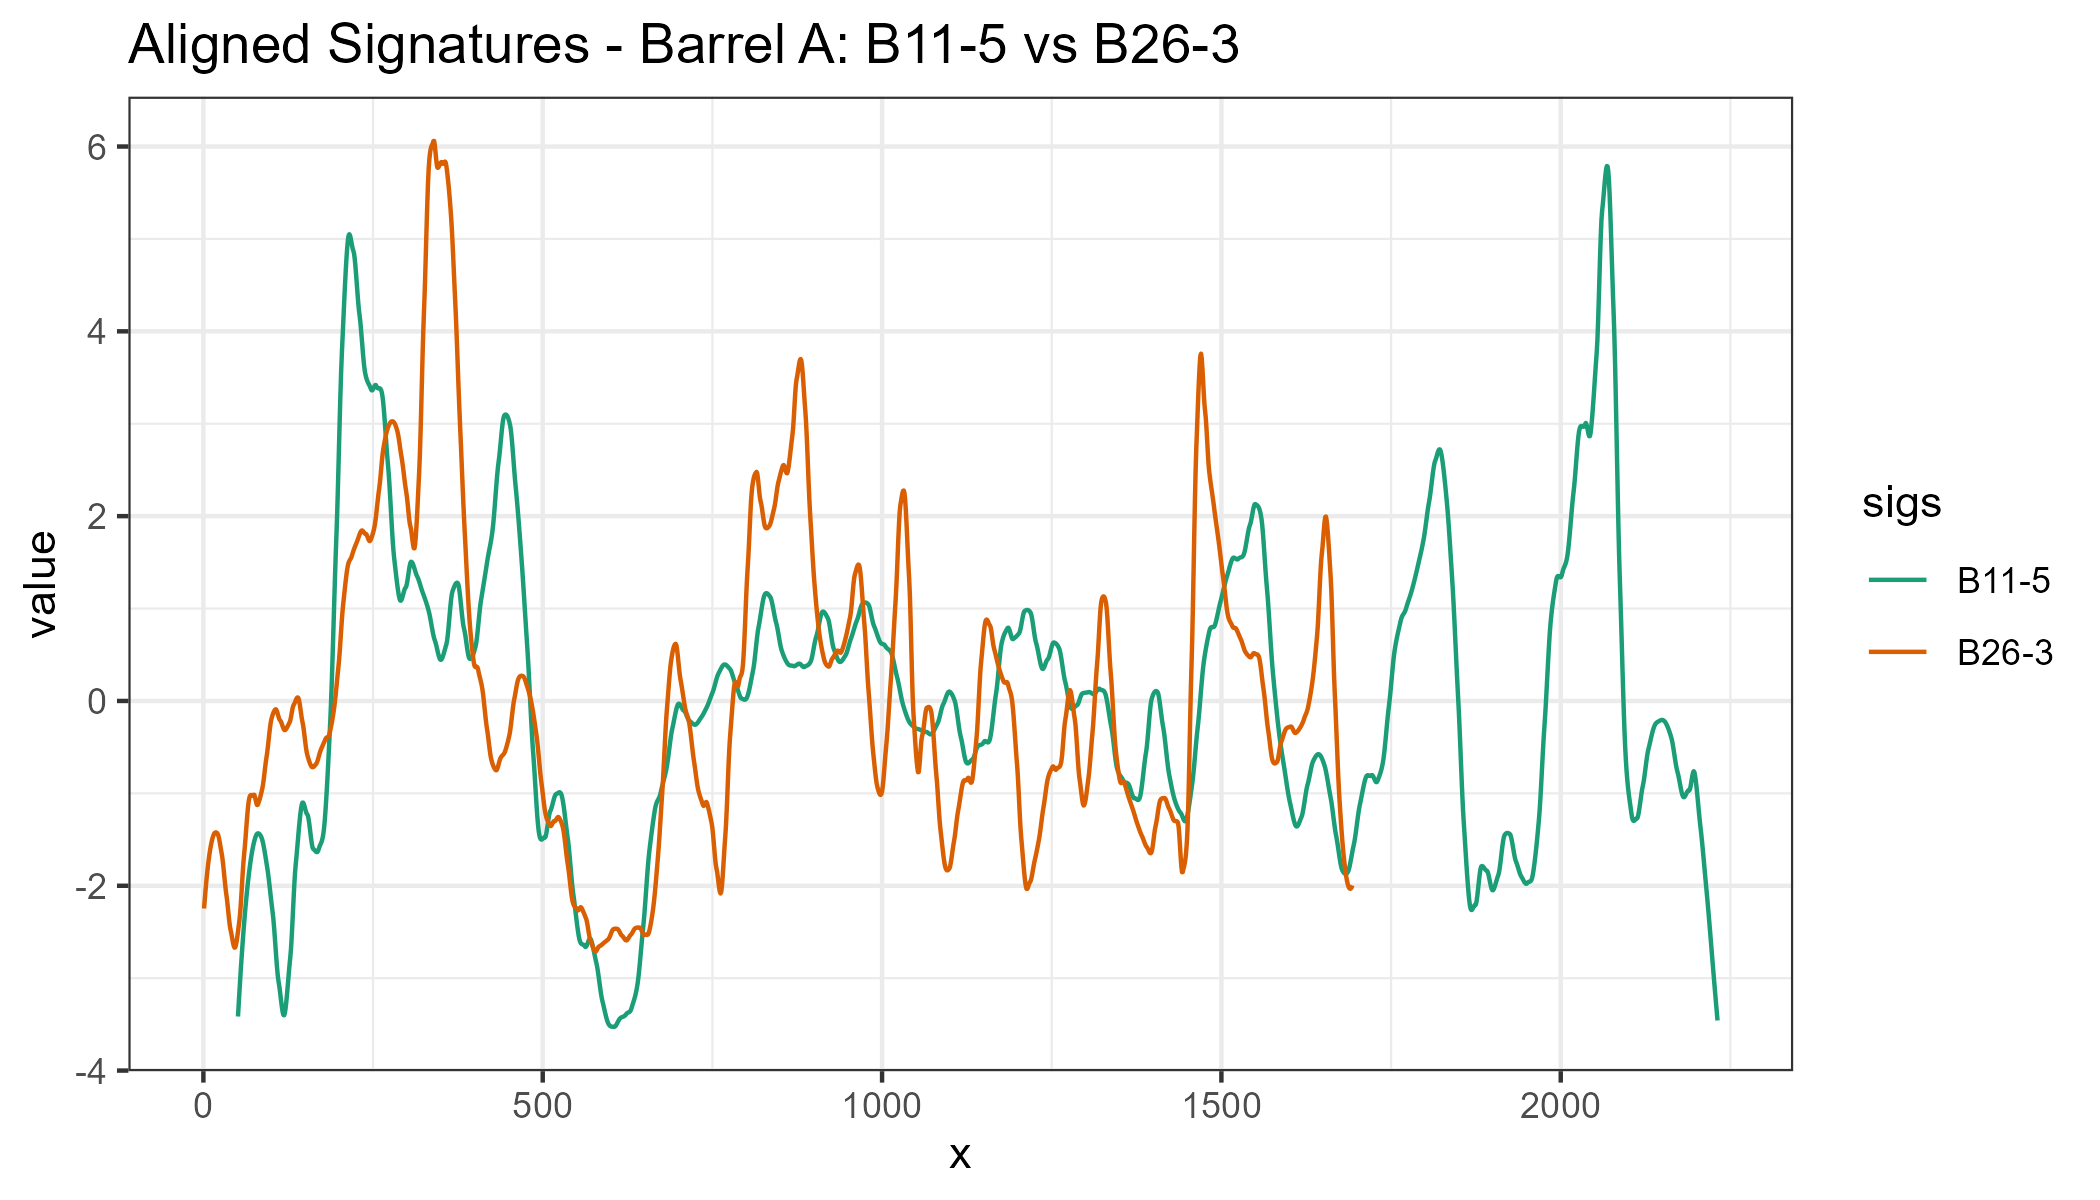 Aligned Signatures - Barrel A: B11-5 vs B26-3
6
4
2
0
-2
-4
value
0 500 1000 1500 2000
x
sigs
B11-5
B26-3